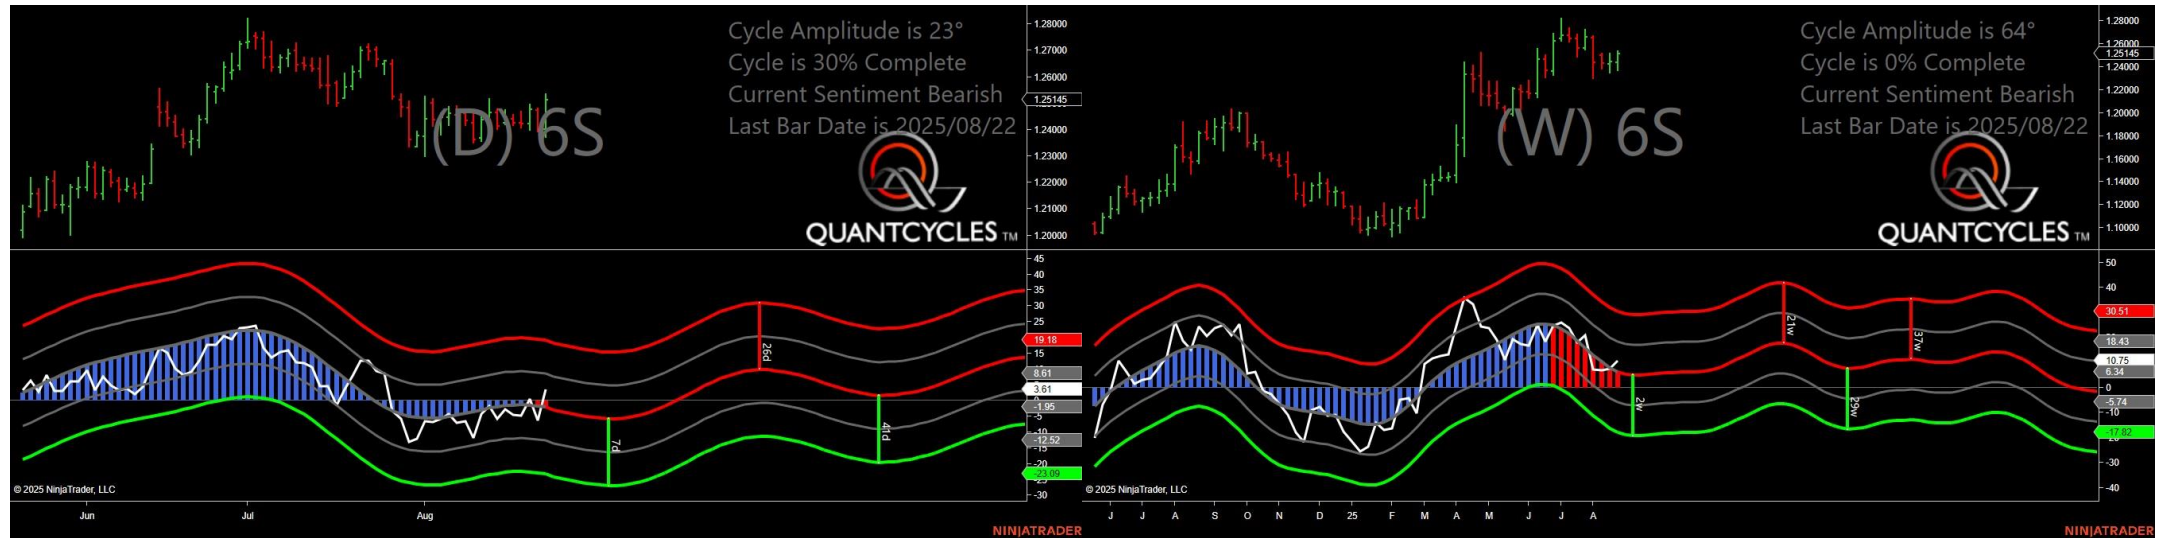 Cycle Amplitude is 23°
Cycle is 30% Complete
Current Sentiment Bearish
Last Bar Date is 2025/08/22
(D) 6S
QUANTCYCLES TM
1.28000
1.27000
1.26000
1.25145
1.24000
1.23000
1.22000
1.21000
1.20000
45
40
35
30
25
19.18
15
8.61
3.61
-1.95
-5
-10
-12.52
-15
-20
-23.09
-30
26d
7d
41d
© 2025 NinjaTrader, LLC
Jun
Jul
Aug
NINJATRADER
Cycle Amplitude is 64°
Cycle is 0% Complete
Current Sentiment Bearish
Last Bar Date is 2025/08/22
(W) 6S
QUANTCYCLES TM
1.28000
1.26000
1.25145
1.24000
1.22000
1.20000
1.18000
1.16000
1.14000
1.12000
1.10000
50
40
30.51
18.43
10.75
6.34
0
-5.74
-10
-17.82
-30
-40
21w
37w
2w
29w
© 2025 NinjaTrader, LLC
J J A S O N D 25 F M A M J J A
NINJATRADER